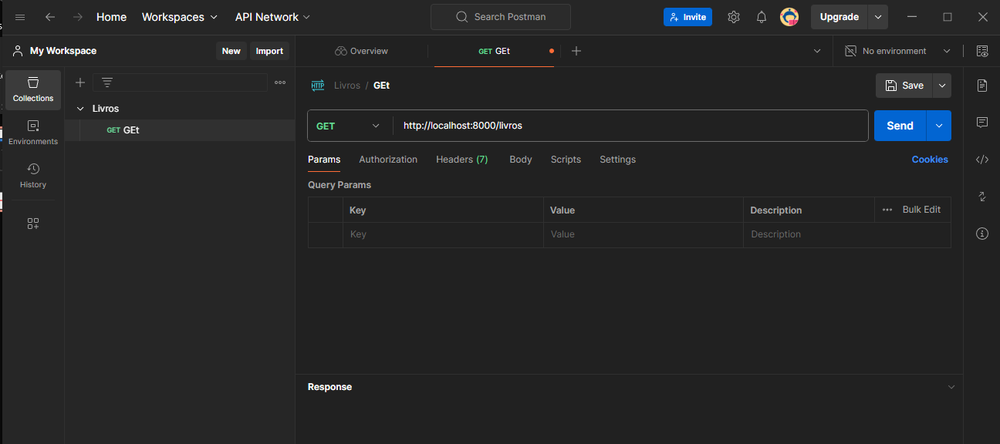 Home Workspaces API Network Search Postman Invite Upgrade
My Workspace New Import Overview GET GEt No environment
Collections
Environments
History
Livros
GET GEt
HTTP Livros / GEt Save
GET http://localhost:8000/livros Send
Params Authorization Headers (7) Body Scripts Settings Cookies
Query Params
Key Value Description Bulk Edit
Key Value Description
Response